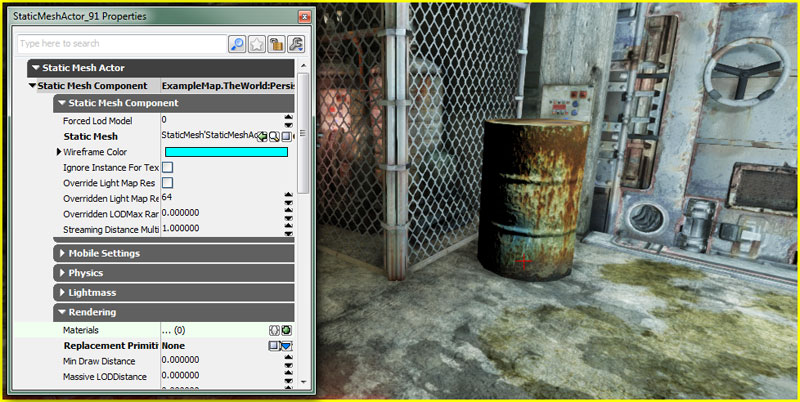 StaticMeshActor_91 Properties
Type here to search
Static Mesh Actor
Static Mesh Component ExampleMap.TheWorld:Persis
Static Mesh Component
Forced Lod Model 0
Static Mesh StaticMesh'StaticMeshAc
Wireframe Color
Ignore Instance For Tex
Override Light Map Res
Overridden Light Map Re 64
Overridden LODMax Ran 0.000000
Streaming Distance Multi 1.000000
Mobile Settings
Physics
Lightmass
Rendering
Materials ... (0)
Replacement Primiti None
Min Draw Distance 0.000000
Massive LODDistance 0.000000